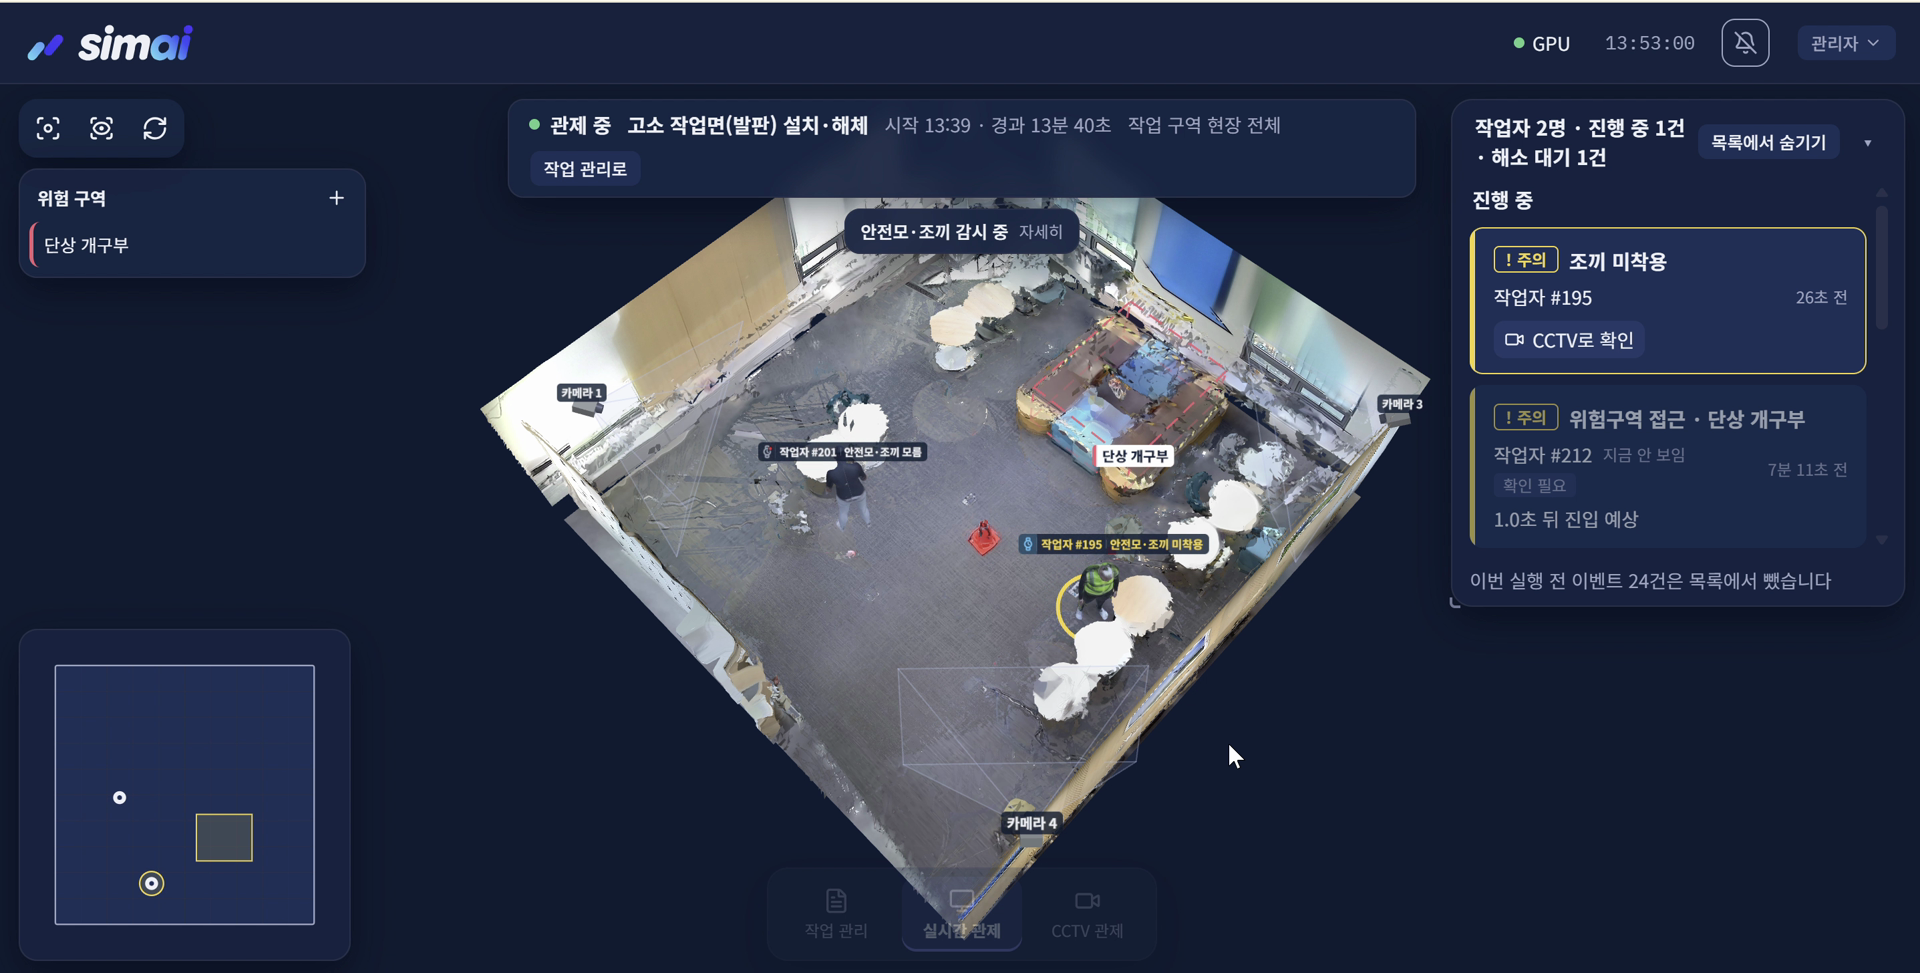 simai
GPU
13:53:00
관리자
관제 중 고소 작업면(발판) 설치·해체 시작 13:39 · 경과 13분 40초 작업 구역 현장 전체
작업 관리로
위험 구역
단상 개구부
안전모·조끼 감시 중 자세히
카메라 1
카메라 3
작업자 #201 안전모·조끼 모름
단상 개구부
작업자 #195 안전모·조끼 미착용
카메라 4
작업자 2명 · 진행 중 1건
· 해소 대기 1건
목록에서 숨기기
진행 중
! 주의 조끼 미착용
작업자 #195 26초 전
CCTV로 확인
! 주의 위험구역 접근 · 단상 개구부
작업자 #212 지금 안 보임
7분 11초 전
확인 필요
1.0초 뒤 진입 예상
이번 실행 전 이벤트 24건은 목록에서 뺐습니다
작업 관리
실시간 관제
CCTV 관제